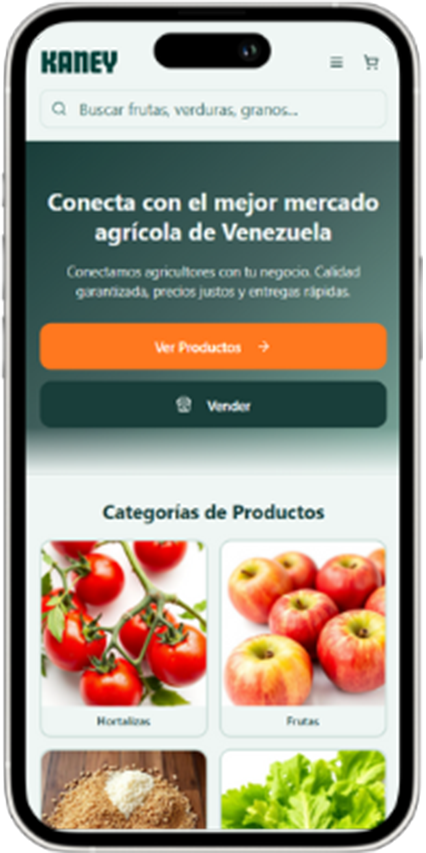 KANEY
Buscar frutas, verduras, granos...
Conecta con el mejor mercado
agrícola de Venezuela
Conectamos agricultores con tu negocio. Calidad
garantizada, precios justos y entregas rápidas.
Ver Productos
Vender
Categorías de Productos
Hortalizas
Frutas